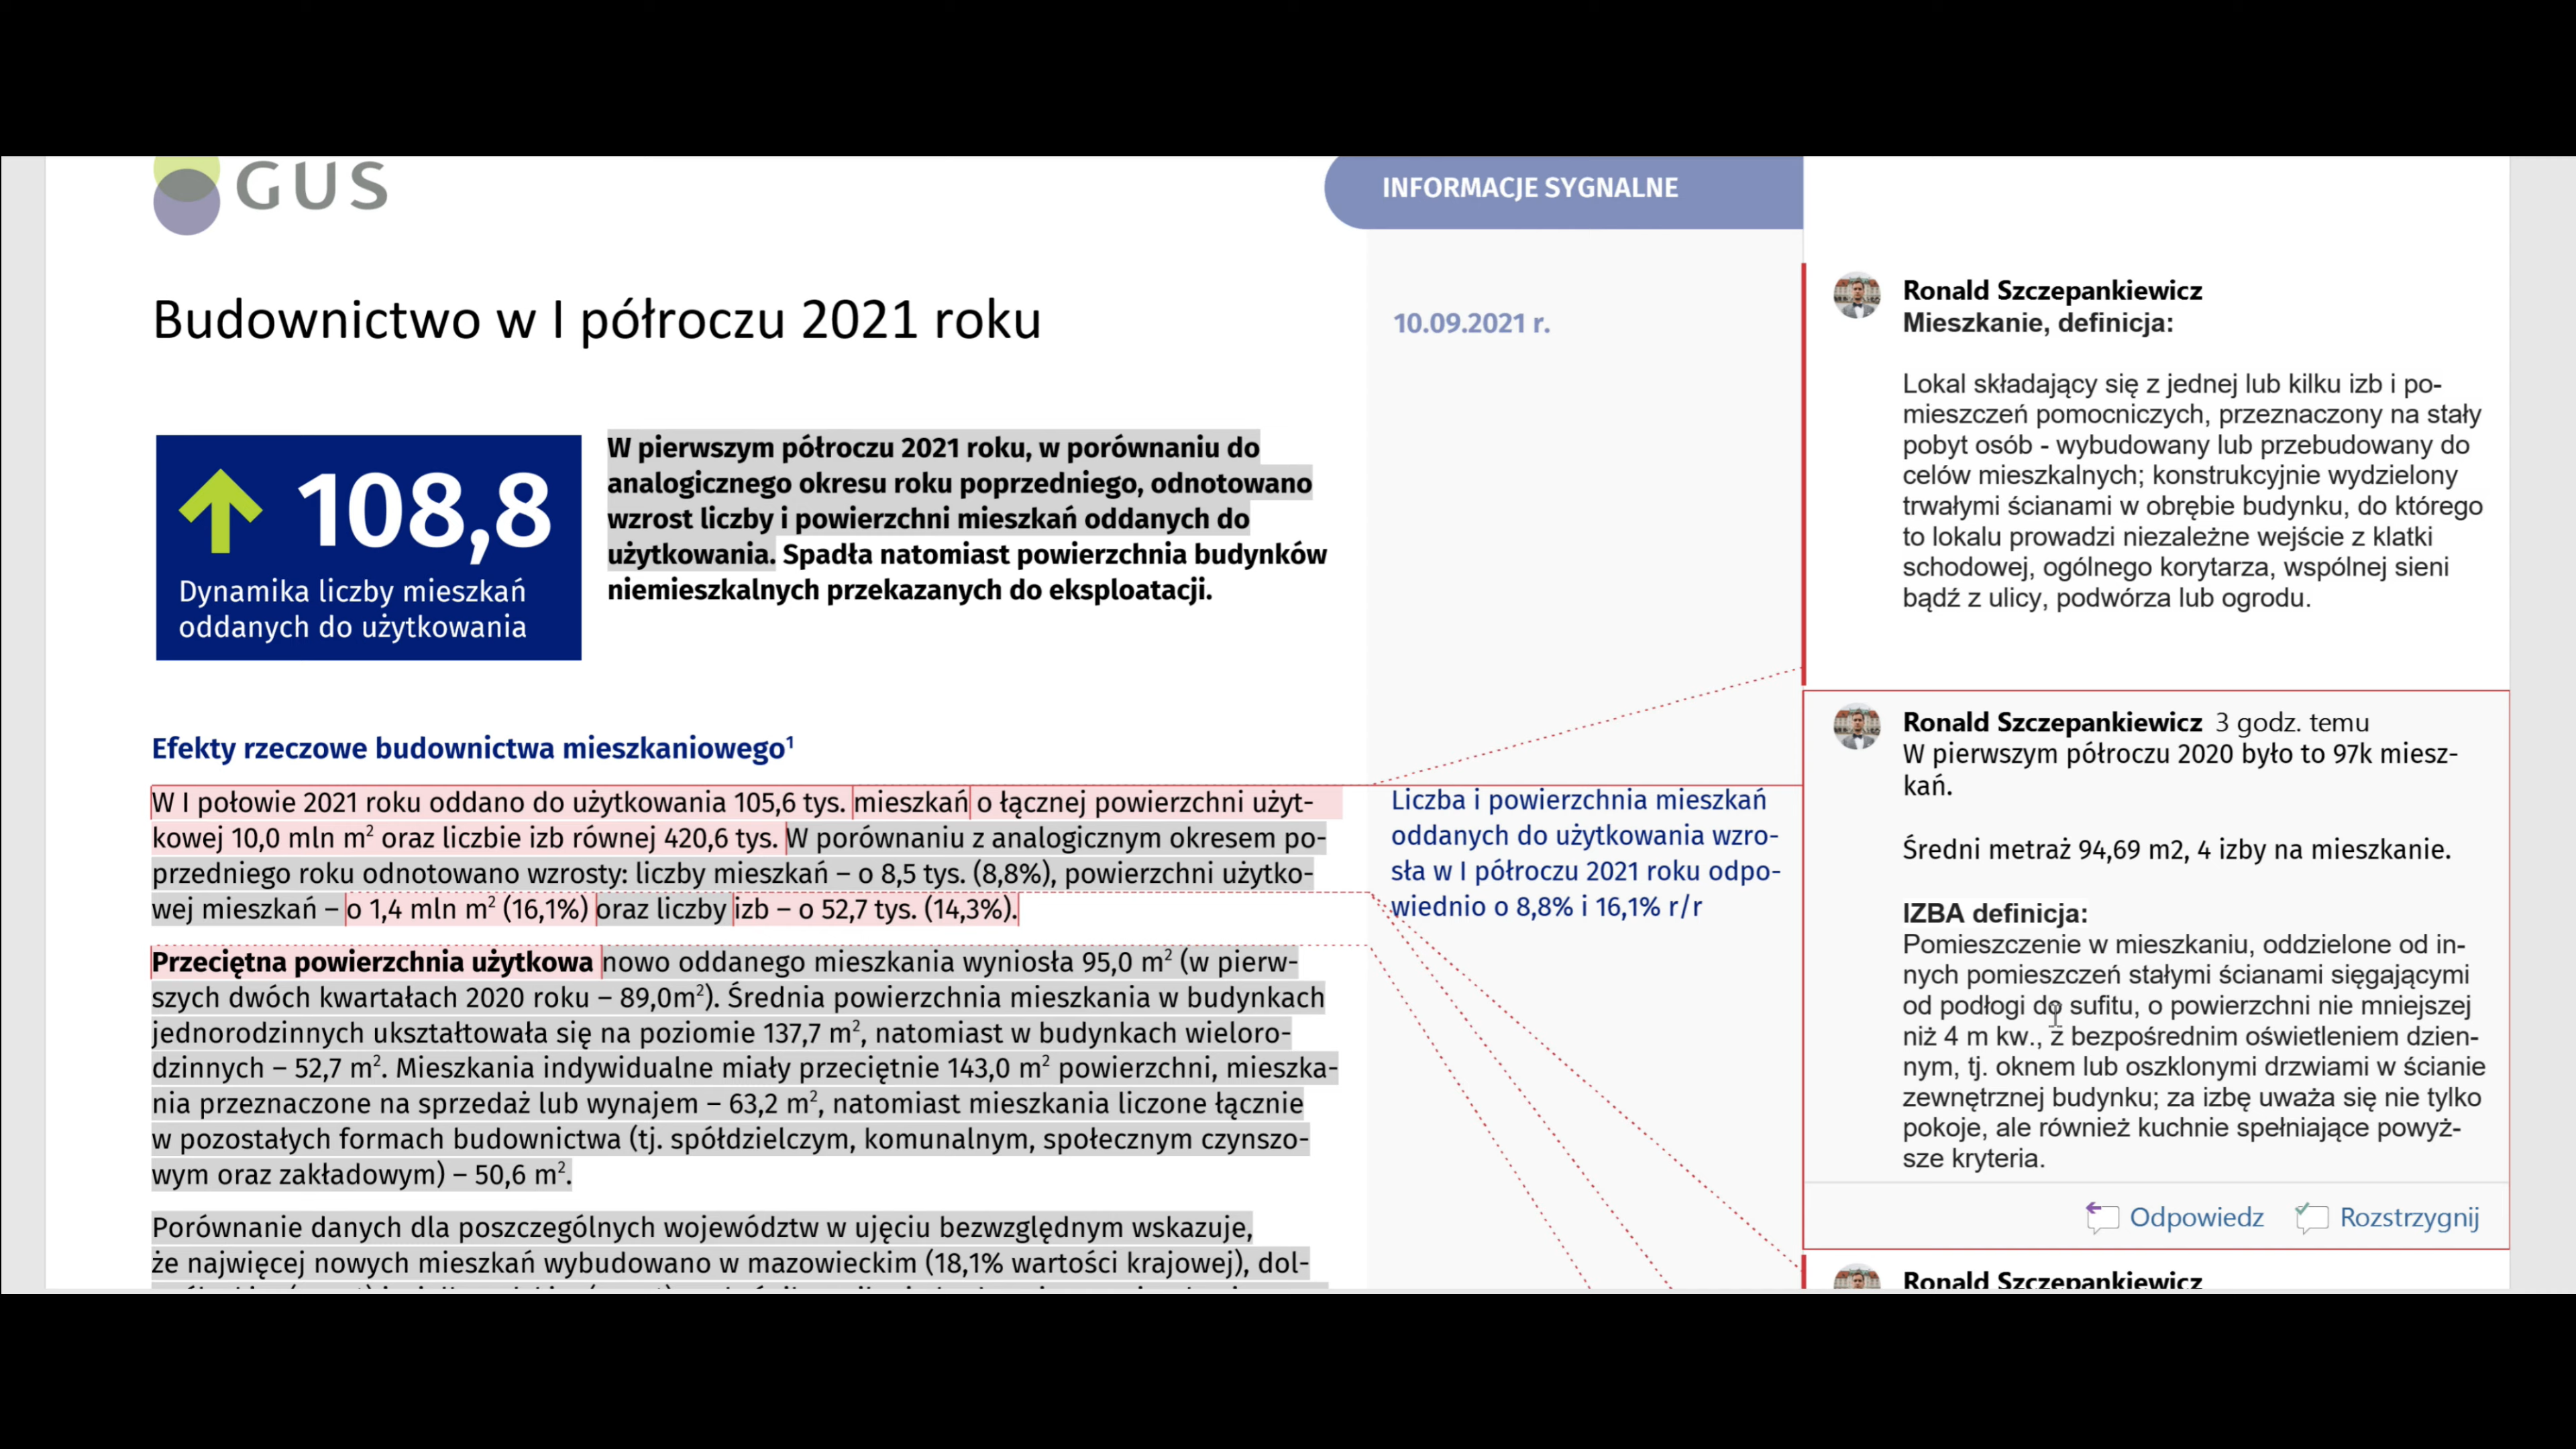 GUS
INFORMACJE SYGNALNE
Budownictwo w I półroczu 2021 roku
10.09.2021 r.
108,8
Dynamika liczby mieszkań
oddanych do użytkowania
W pierwszym półroczu 2021 roku, w porównaniu do
analogicznego okresu roku poprzedniego, odnotowano
wzrost liczby i powierzchni mieszkań oddanych do
użytkowania. Spadła natomiast powierzchnia budynków
niemieszkalnych przekazanych do eksploatacji.
Efekty rzeczowe budownictwa mieszkaniowego¹
W I połowie 2021 roku oddano do użytkowania 105,6 tys. mieszkań o łącznej powierzchni użyt-
kowej 10,0 mln m² oraz liczbie izb równej 420,6 tys. W porównaniu z analogicznym okresem po-
przedniego roku odnotowano wzrosty: liczby mieszkań – o 8,5 tys. (8,8%), powierzchni użytko-
wej mieszkań – o 1,4 mln m² (16,1%) oraz liczby izb – o 52,7 tys. (14,3%).
Przeciętna powierzchnia użytkowa nowo oddanego mieszkania wyniosła 95,0 m² (w pierw-
szych dwóch kwartałach 2020 roku – 89,0m²). Średnia powierzchnia mieszkania w budynkach
jednorodzinnych ukształtowała się na poziomie 137,7 m², natomiast w budynkach wieloro-
dzinnych – 52,7 m². Mieszkania indywidualne miały przeciętnie 143,0 m² powierzchni, mieszka-
nia przeznaczone na sprzedaż lub wynajem – 63,2 m², natomiast mieszkania liczone łącznie
w pozostałych formach budownictwa (tj. spółdzielczym, komunalnym, społecznym czynszo-
wym oraz zakładowym) – 50,6 m².
Porównanie danych dla poszczególnych województw w ujęciu bezwzględnym wskazuje,
że najwięcej nowych mieszkań wybudowano w mazowieckim (18,1% wartości krajowej), dol-
Liczba i powierzchnia mieszkań
oddanych do użytkowania wzro-
sła w I półroczu 2021 roku odpo-
wiednio o 8,8% i 16,1% r/r
Ronald Szczepankiewicz
Mieszkanie, definicja:
Lokal składający się z jednej lub kilku izb i po-
mieszczeń pomocniczych, przeznaczony na stały
pobyt osób - wybudowany lub przebudowany do
celów mieszkalnych; konstrukcyjnie wydzielony
trwałymi ścianami w obrębie budynku, do którego
to lokalu prowadzi niezależne wejście z klatki
schodowej, ogólnego korytarza, wspólnej sieni
bądź z ulicy, podwórza lub ogrodu.
Ronald Szczepankiewicz 3 godz. temu
W pierwszym półroczu 2020 było to 97k miesz-
kań.
Średni metraż 94,69 m2, 4 izby na mieszkanie.
IZBA definicja:
Pomieszczenie w mieszkaniu, oddzielone od in-
nych pomieszczeń stałymi ścianami sięgającymi
od podłogi do sufitu, o powierzchni nie mniejszej
niż 4 m kw., z bezpośrednim oświetleniem dzien-
nym, tj. oknem lub oszklonymi drzwiami w ścianie
zewnętrznej budynku; za izbę uważa się nie tylko
pokoje, ale również kuchnie spełniające powyż-
sze kryteria.
Odpowiedz Rozstrzygnij
Ronald Szczepankiewicz